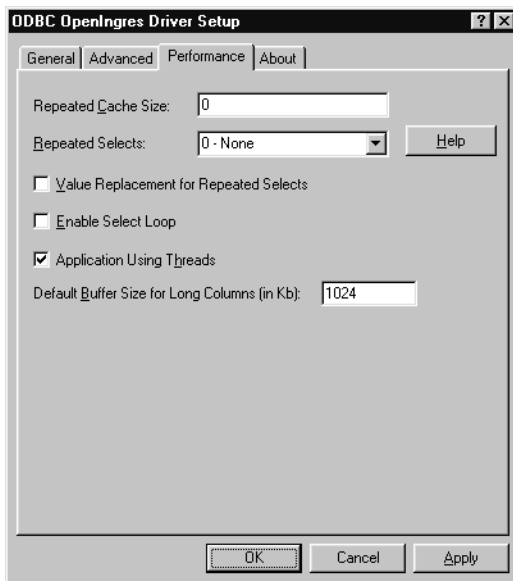 ODBC OpenIngres Driver Setup
General Advanced Performance About
Repeated Cache Size: 0
Repeated Selects: 0 - None Help
Value Replacement for Repeated Selects
Enable Select Loop
Application Using Threads
Default Buffer Size for Long Columns (in Kb): 1024
OK Cancel Apply